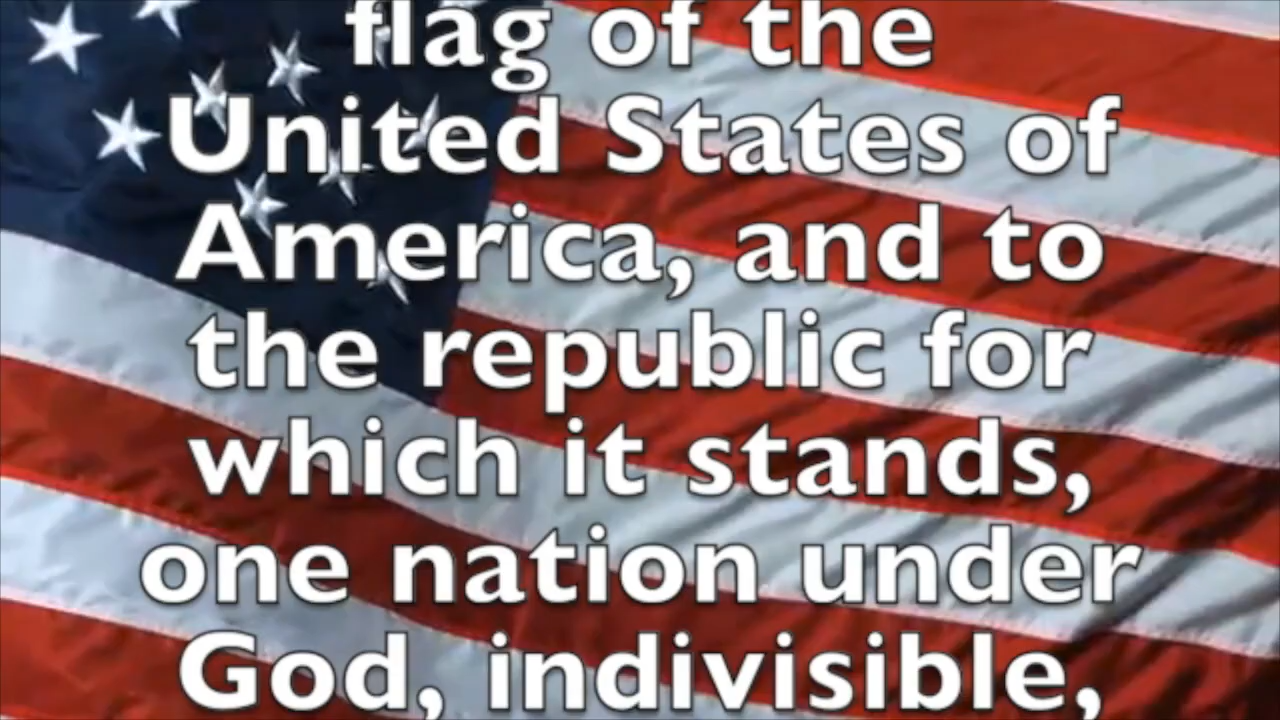 flag of the
United States of
America, and to
the republic for
which it stands,
one nation under
God, indivisible,